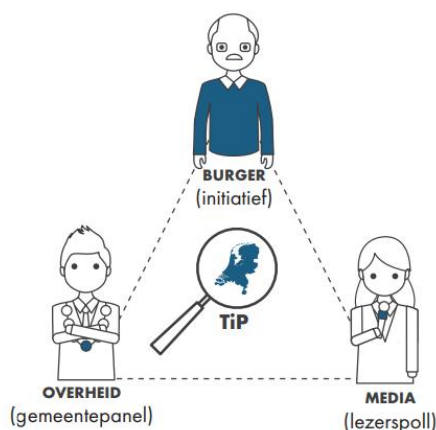 BURGER
(initiatief)
TiP
OVERHEID
(gemeentepanel)
MEDIA
(lezerspoll)